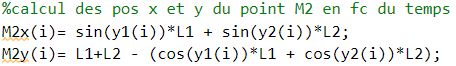 %calcul des pos x et y du point M2 en fc du temps
M2x(i)= sin(y1(i))*L1 + sin(y2(i))*L2;
M2y(i)= L1+L2 - (cos(y1(i))*L1 + cos(y2(i))*L2);